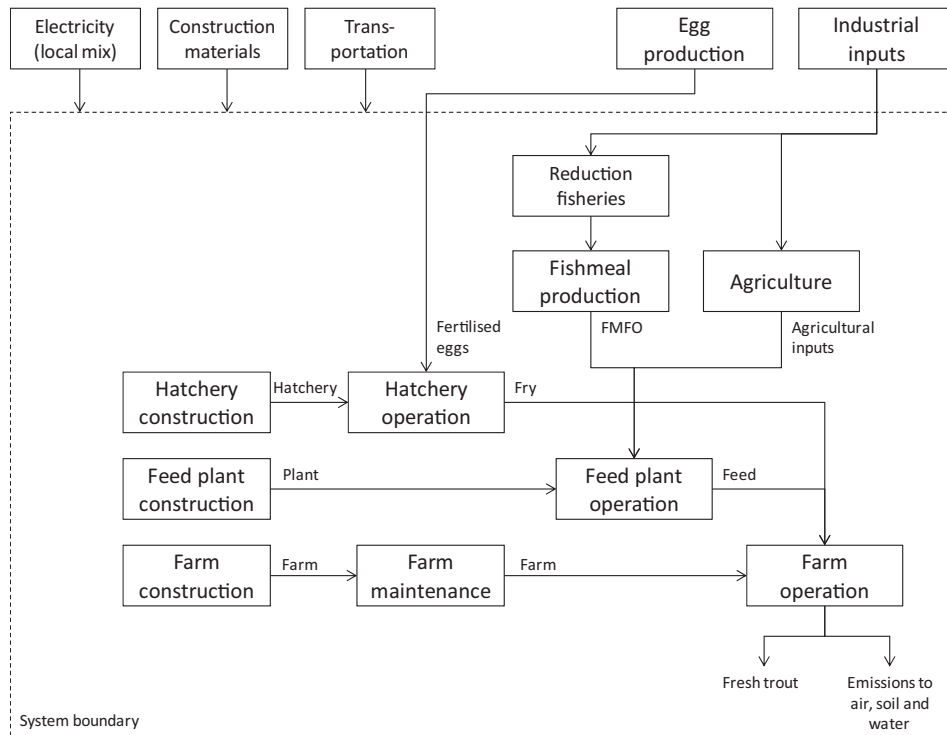 Electricity
(local mix)
Construction
materials
Trans-
portation
Egg
production
Industrial
inputs
Reduction
fisheries
Fishmeal
production
Agriculture
Fertilised
eggs
FMFO
Agricultural
inputs
Hatchery
construction
Hatchery
Hatchery
operation
Fry
Feed plant
construction
Plant
Feed plant
operation
Feed
Farm
construction
Farm
Farm
maintenance
Farm
Farm
operation
Fresh trout
Emissions to
air, soil and
water
System boundary